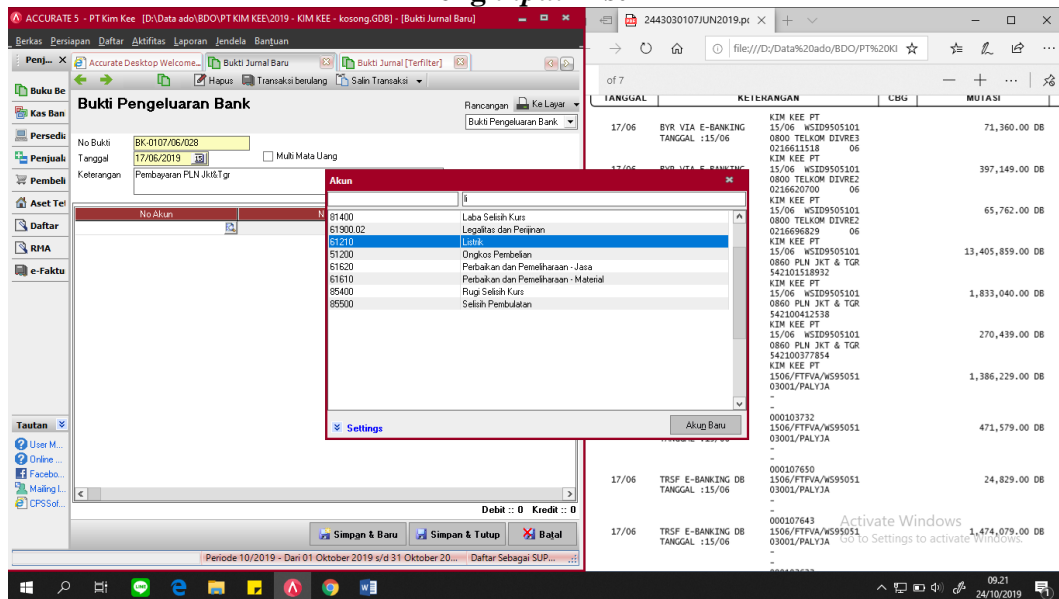 ACCURATE 5 - PT Kim Kee [D:\Data ado\BDO\PT KIM KEE\2019 - KIM KEE - kosong.GDB] - [Bukti Jurnal Baru]
Berkas Persiapan Daftar Aktifitas Laporan Jendela Bantuan
Penj... X
Accurate Desktop Welcome...
Bukti Jurnal Baru
Bukti Jurnal [Terfilter]
Hapus
Transaksi berulang
Salin Transaksi
Buku Be
Kas Ban
Persedi
Penjual
Pembeli
Aset Tet
Daftar
RMA
e-Faktu
Tautan
User M...
Online ...
Facebo...
Mailing l...
CPSSof...
Bukti Pengeluaran Bank
Rancangan
Ke Layar
Bukti Pengeluaran Bank
No Bukti
BK-0107/06/028
Tanggal
17/06/2019
Multi Mata Uang
Keterangan
Pembayaran PLN Jkt&Tgr
No Akun
N
Akun
li
81400 Laba Selisih Kurs
61900.02 Legalitas dan Perijinan
61210 Listrik
51200 Ongkos Pembelian
61620 Perbaikan dan Pemeliharaan - Jasa
61610 Perbaikan dan Pemeliharaan - Material
85400 Rugi Selisih Kurs
85500 Selisih Pembulatan
Settings
Akun Baru
Debit :: 0 Kredit :: 0
Simpan & Baru
Simpan & Tutup
Batal
Periode 10/2019 - Dari 01 Oktober 2019 s/d 31 Oktober 20...
Daftar Sebagai SUP...
2443030107JUN2019.pc
file:///D:/Data%20ado/BDO/PT%20KI
of 7
TANGGAL KETERANGAN CBG MUTASI
KIM KEE PT
17/06 BYR VIA E-BANKING 15/06 WSID9505101 71,360.00 DB
TANGGAL :15/06 0800 TELKOM DIVRE3
0216611518 06
KIM KEE PT
17/06 BYR VIA E-BANKING 15/06 WSID9505101 397,149.00 DB
0800 TELKOM DIVRE2
0216620700 06
KIM KEE PT
15/06 WSID9505101 65,762.00 DB
0800 TELKOM DIVRE2
0216696829 06
KIM KEE PT
15/06 WSID9505101 13,405,859.00 DB
0860 PLN JKT & TGR
542101518932
KIM KEE PT
15/06 WSID9505101 1,833,040.00 DB
0860 PLN JKT & TGR
542100412538
KIM KEE PT
15/06 WSID9505101 270,439.00 DB
0860 PLN JKT & TGR
542100377854
KIM KEE PT
1506/FTFVA/WS95051 1,386,229.00 DB
03001/PALYJA
-
-
000103732
1506/FTFVA/WS95051 471,579.00 DB
03001/PALYJA
-
-
000107650
17/06 TRSF E-BANKING DB 1506/FTFVA/WS95051 24,829.00 DB
TANGGAL :15/06 03001/PALYJA
-
-
000107643
17/06 TRSF E-BANKING DB 1506/FTFVA/WS95051 1,474,079.00 DB
TANGGAL :15/06 03001/PALYJA
-
Activate Windows
Go to Settings to activate Windows.
09.21
24/10/2019